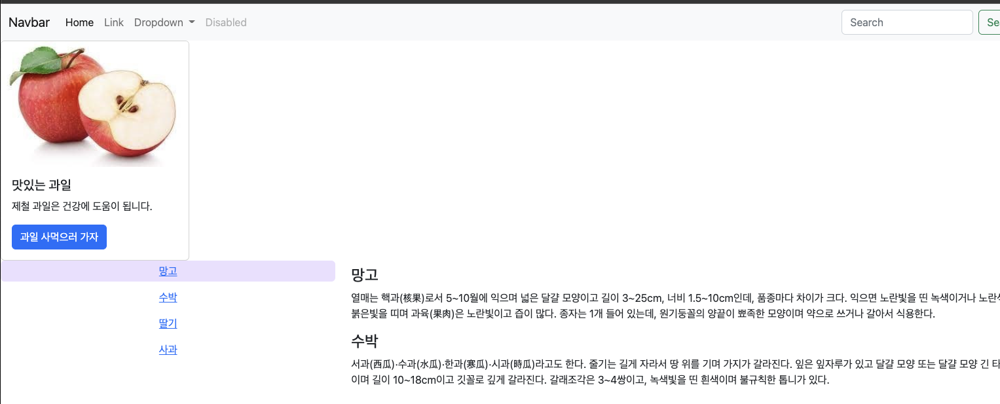 Navbar Home Link Dropdown Disabled Search Se
맛있는 과일
제철 과일은 건강에 도움이 됩니다.
과일 사먹으러 가자
망고
수박
딸기
사과
망고
열매는 핵과(核果)로서 5~10월에 익으며 넓은 달걀 모양이고 길이 3~25cm, 너비 1.5~10cm인데, 품종마다 차이가 크다. 익으면 노란빛을 띤 녹색이거나 노란색
붉은빛을 띠며 과육(果肉)은 노란빛이고 즙이 많다. 종자는 1개 들어 있는데, 원기둥꼴의 양끝이 뾰족한 모양이며 약으로 쓰거나 갈아서 식용한다.
수박
서과(西瓜)·수과(水瓜)·한과(寒瓜)·시과(時瓜)라고도 한다. 줄기는 길게 자라서 땅 위를 기며 가지가 갈라진다. 잎은 잎자루가 있고 달걀 모양 또는 달걀 모양 긴 타
이며 길이 10~18cm이고 깃꼴로 깊게 갈라진다. 갈래조각은 3~4쌍이고, 녹색빛을 띤 흰색이며 불규칙한 톱니가 있다.